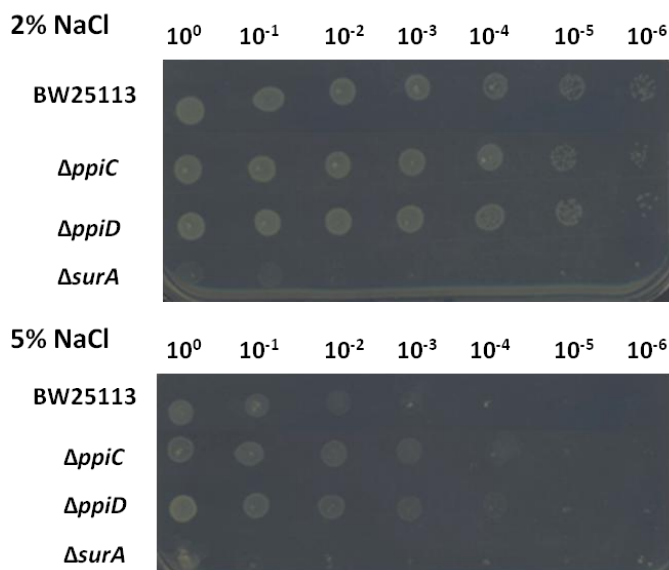 2% NaCl 10⁰ 10⁻¹ 10⁻² 10⁻³ 10⁻⁴ 10⁻⁵ 10⁻⁶
BW25113
ΔppiC
ΔppiD
ΔsurA
5% NaCl 10⁰ 10⁻¹ 10⁻² 10⁻³ 10⁻⁴ 10⁻⁵ 10⁻⁶
BW25113
ΔppiC
ΔppiD
ΔsurA